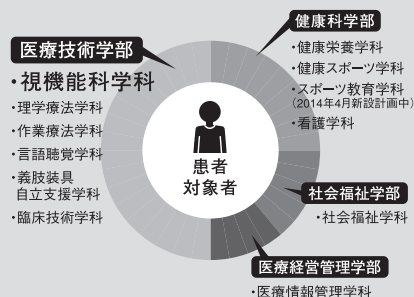 医療技術学部
・視機能科学科
・理学療法学科
・作業療法学科
・言語聴覚学科
・義肢装具
自立支援学科
・臨床技術学科
健康科学部
・健康栄養学科
・健康スポーツ学科
・スポーツ教育学科
(2014年4月新設計画中)
・看護学科
患者
対象者
社会福祉学部
・社会福祉学科
医療経営管理学部
・医療情報管理学科